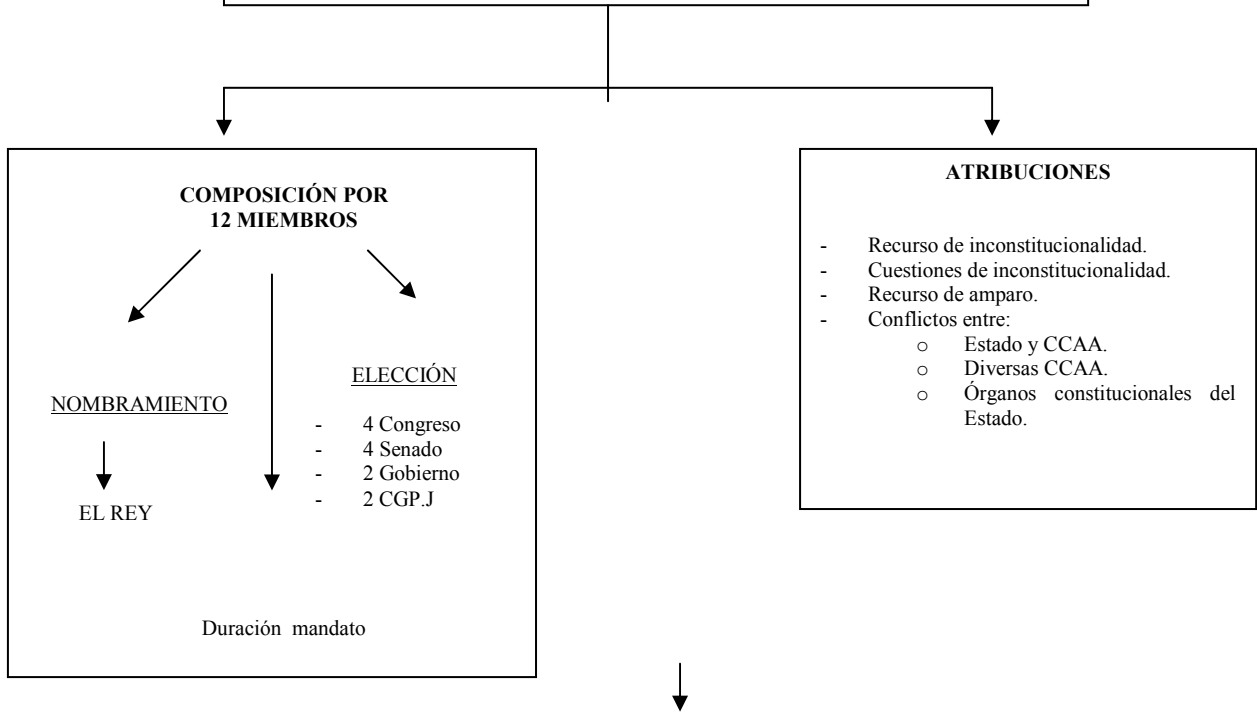 COMPOSICIÓN POR
12 MIEMBROS
NOMBRAMIENTO
EL REY
ELECCIÓN
- 4 Congreso
- 4 Senado
- 2 Gobierno
- 2 CGP.J
Duración mandato
ATRIBUCIONES
- Recurso de inconstitucionalidad.
- Cuestiones de inconstitucionalidad.
- Recurso de amparo.
- Conflictos entre:
o Estado y CCAA.
o Diversas CCAA.
o Órganos constitucionales del
Estado.